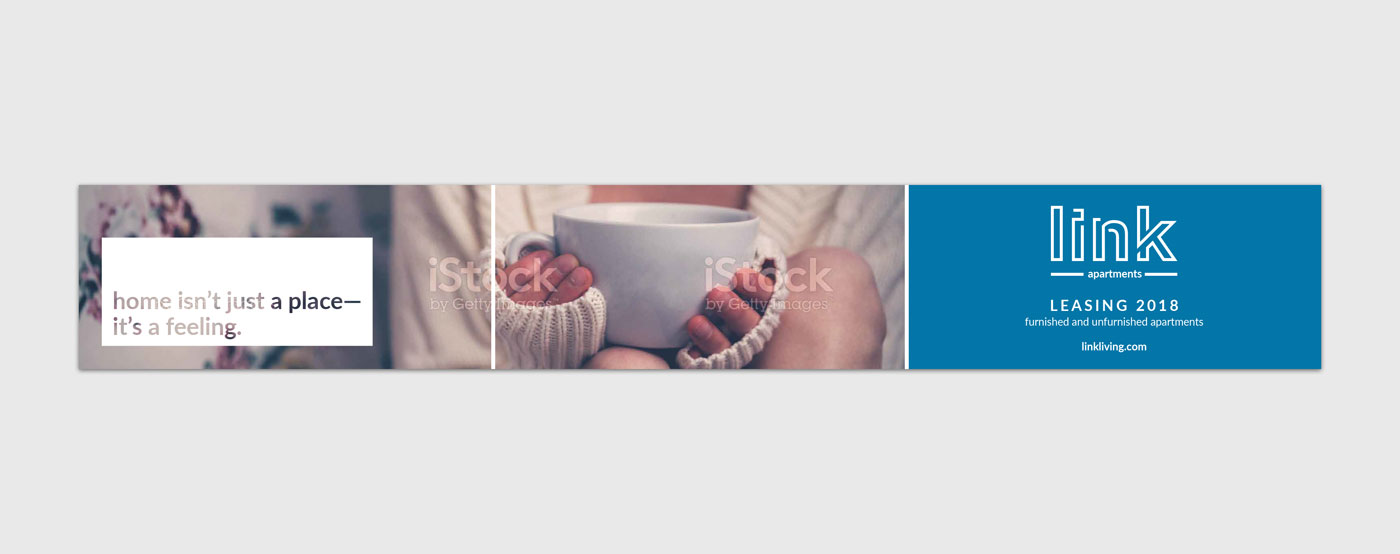 home isn't just a place—
it's a feeling.
iStock
by Getty Images
iStock
by Getty Images
link
apartments
LEASING 2018
furnished and unfurnished apartments
linkliving.com